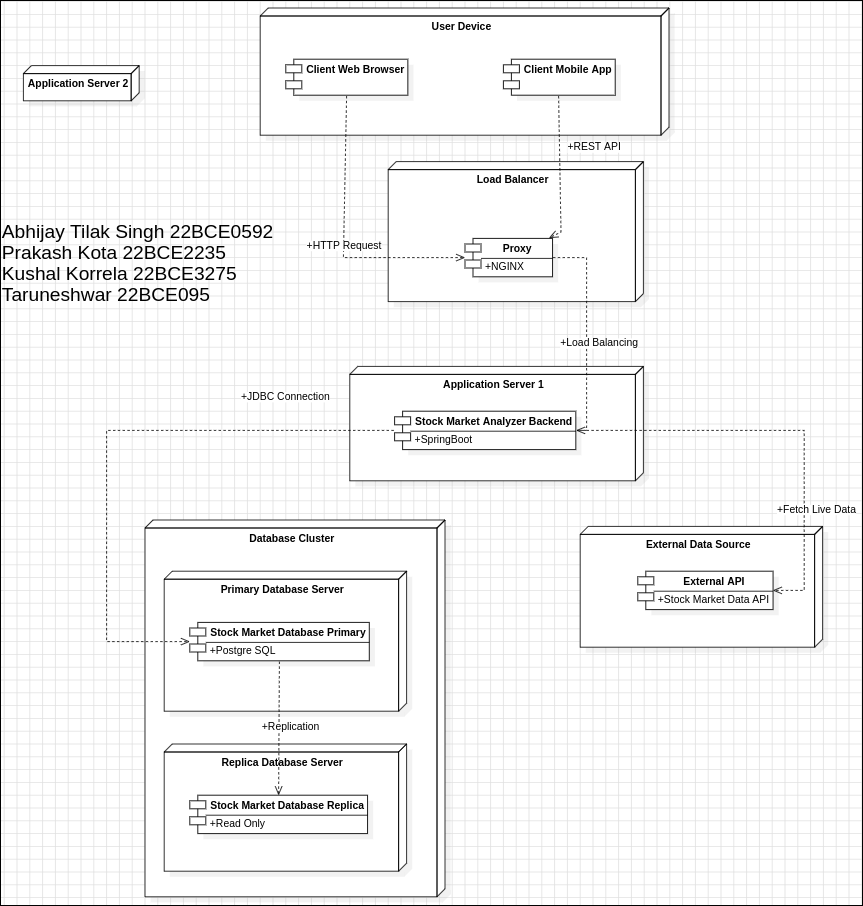 User Device
Client Web Browser
Client Mobile App
Application Server 2
+REST API
Load Balancer
Abhijay Tilak Singh 22BCE0592
Prakash Kota 22BCE2235
Kushal Korrela 22BCE3275
Taruneshwar 22BCE095
+HTTP Request
Proxy
+NGINX
+Load Balancing
Application Server 1
+JDBC Connection
Stock Market Analyzer Backend
+SpringBoot
+Fetch Live Data
Database Cluster
External Data Source
Primary Database Server
External API
+Stock Market Data API
Stock Market Database Primary
+Postgre SQL
+Replication
Replica Database Server
Stock Market Database Replica
+Read Only